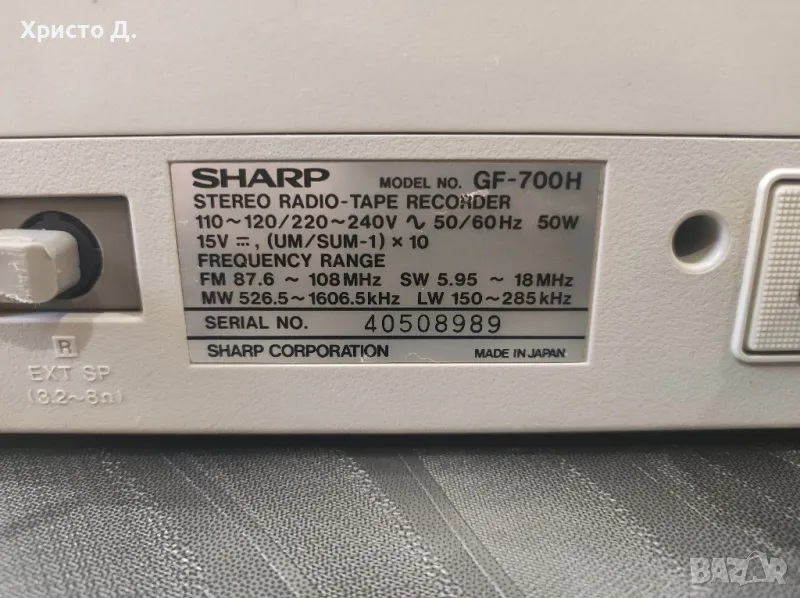 Христо Д.
SHARP MODEL NO. GF-700H
STEREO RADIO-TAPE RECORDER
110~120/220~240V ∿ 50/60Hz 50W
15V ⎓, (UM/SUM-1) × 10
FREQUENCY RANGE
FM 87.6 ~ 108MHz SW 5.95 ~ 18MHz
MW 526.5~1606.5kHz LW 150~285kHz
SERIAL NO. 40508989
SHARP CORPORATION MADE IN JAPAN
R
EXT SP
(3.2~8Ω)
BAZAR